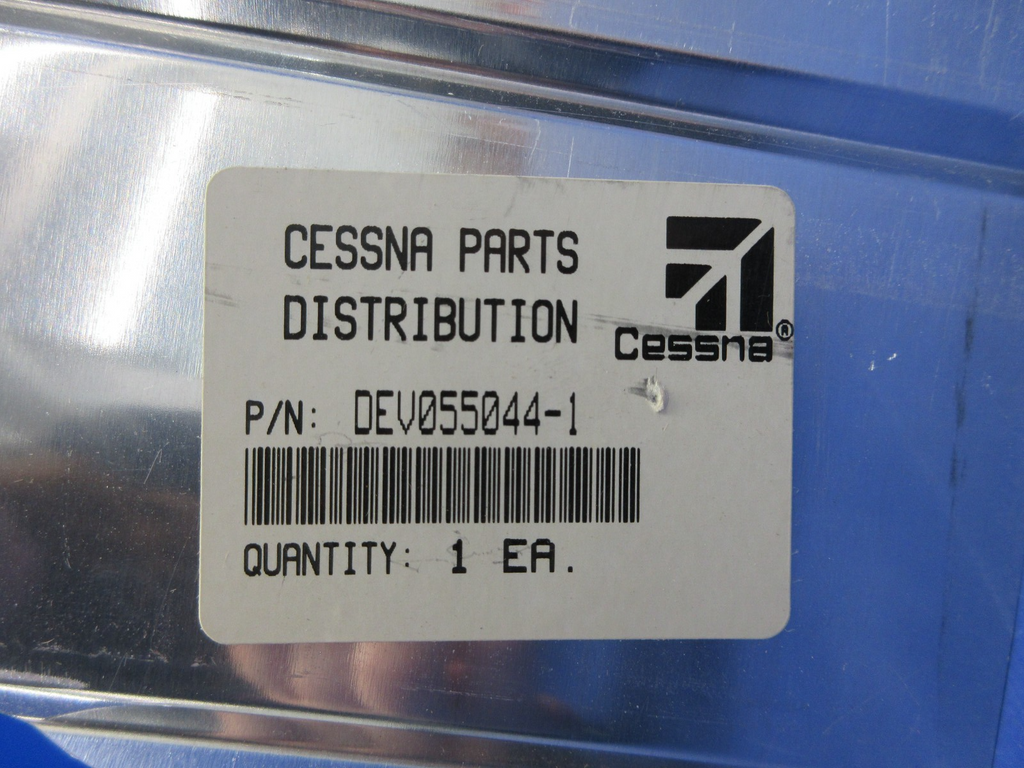 CESSNA PARTS
DISTRIBUTION
Cessna®
P/N: DEV055044-1
QUANTITY: 1 EA.